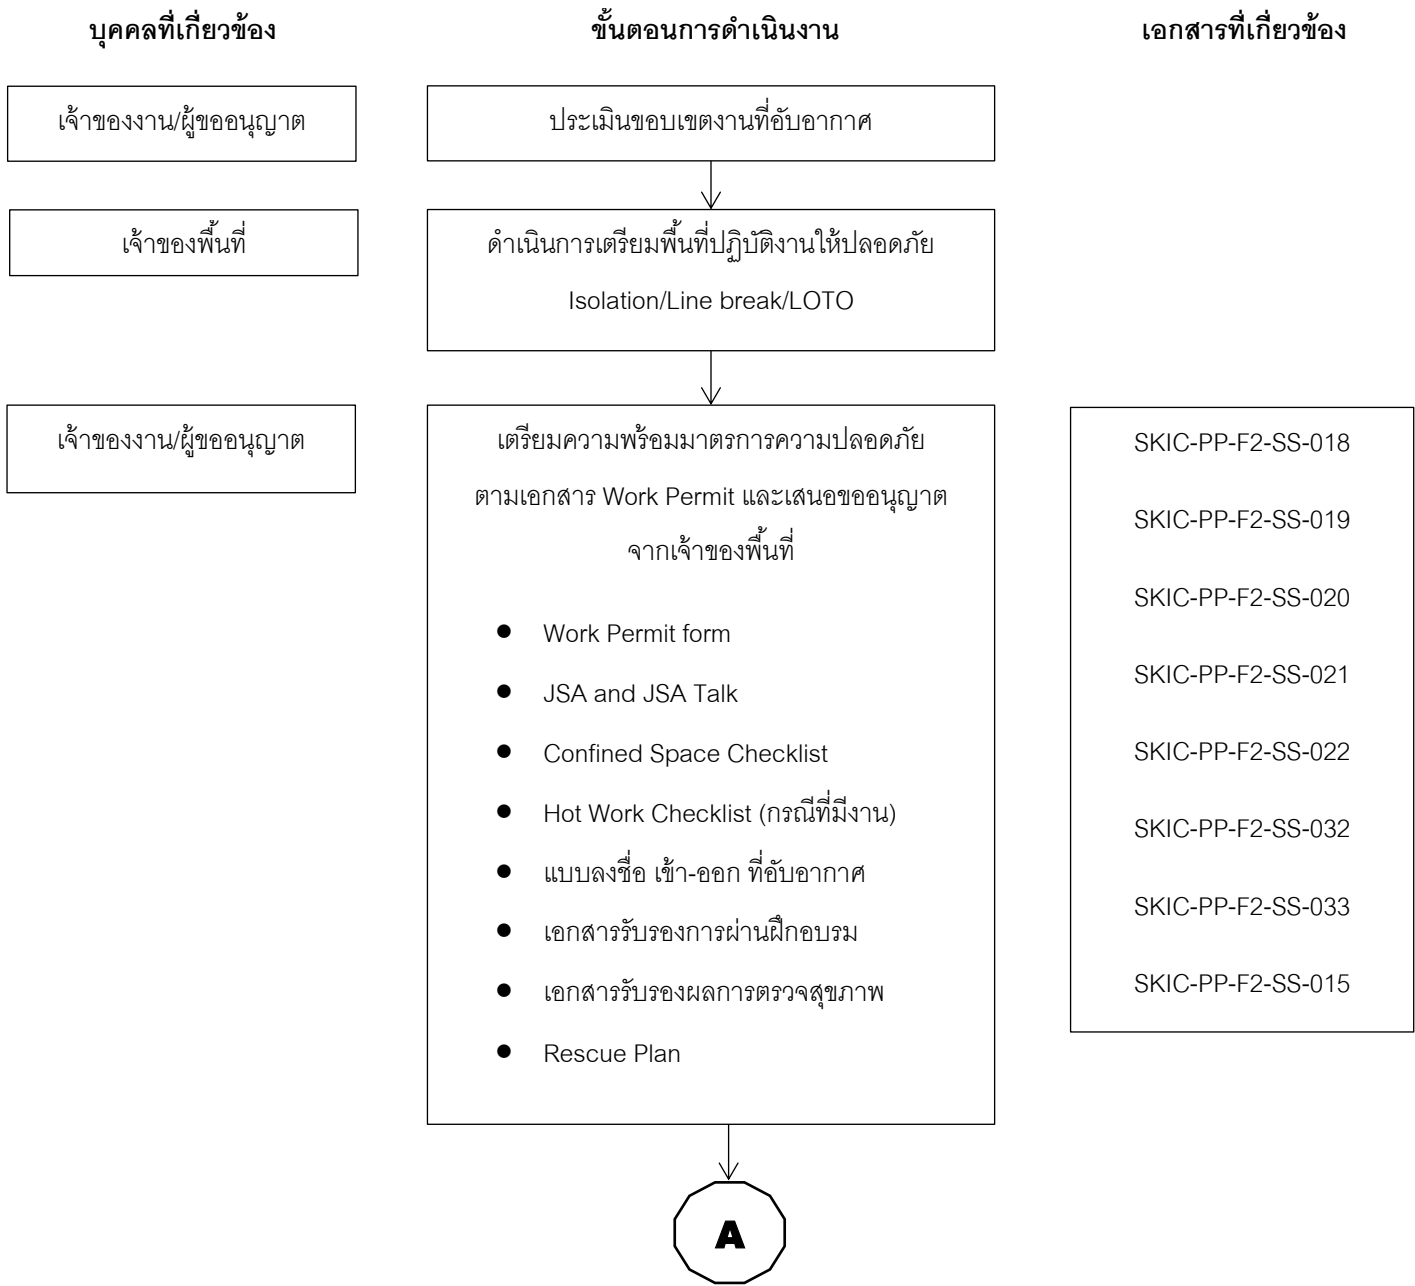 บุคคลที่เกี่ยวข้อง
ขั้นตอนการดำเนินงาน
เอกสารที่เกี่ยวข้อง
เจ้าของงาน/ผู้ขออนุญาต
ประเมินขอบเขตงานที่อับอากาศ
เจ้าของพื้นที่
ดำเนินการเตรียมพื้นที่ปฏิบัติงานให้ปลอดภัย
Isolation/Line break/LOTO
เจ้าของงาน/ผู้ขออนุญาต
เตรียมความพร้อมมาตรการความปลอดภัย
ตามเอกสาร Work Permit และเสนอขออนุญาต
จากเจ้าของพื้นที่
● Work Permit form
● JSA and JSA Talk
● Confined Space Checklist
● Hot Work Checklist (กรณีที่มีงาน)
● แบบลงชื่อ เข้า-ออก ที่อับอากาศ
● เอกสารรับรองการผ่านฝึกอบรม
● เอกสารรับรองผลการตรวจสุขภาพ
● Rescue Plan
SKIC-PP-F2-SS-018
SKIC-PP-F2-SS-019
SKIC-PP-F2-SS-020
SKIC-PP-F2-SS-021
SKIC-PP-F2-SS-022
SKIC-PP-F2-SS-032
SKIC-PP-F2-SS-033
SKIC-PP-F2-SS-015
A